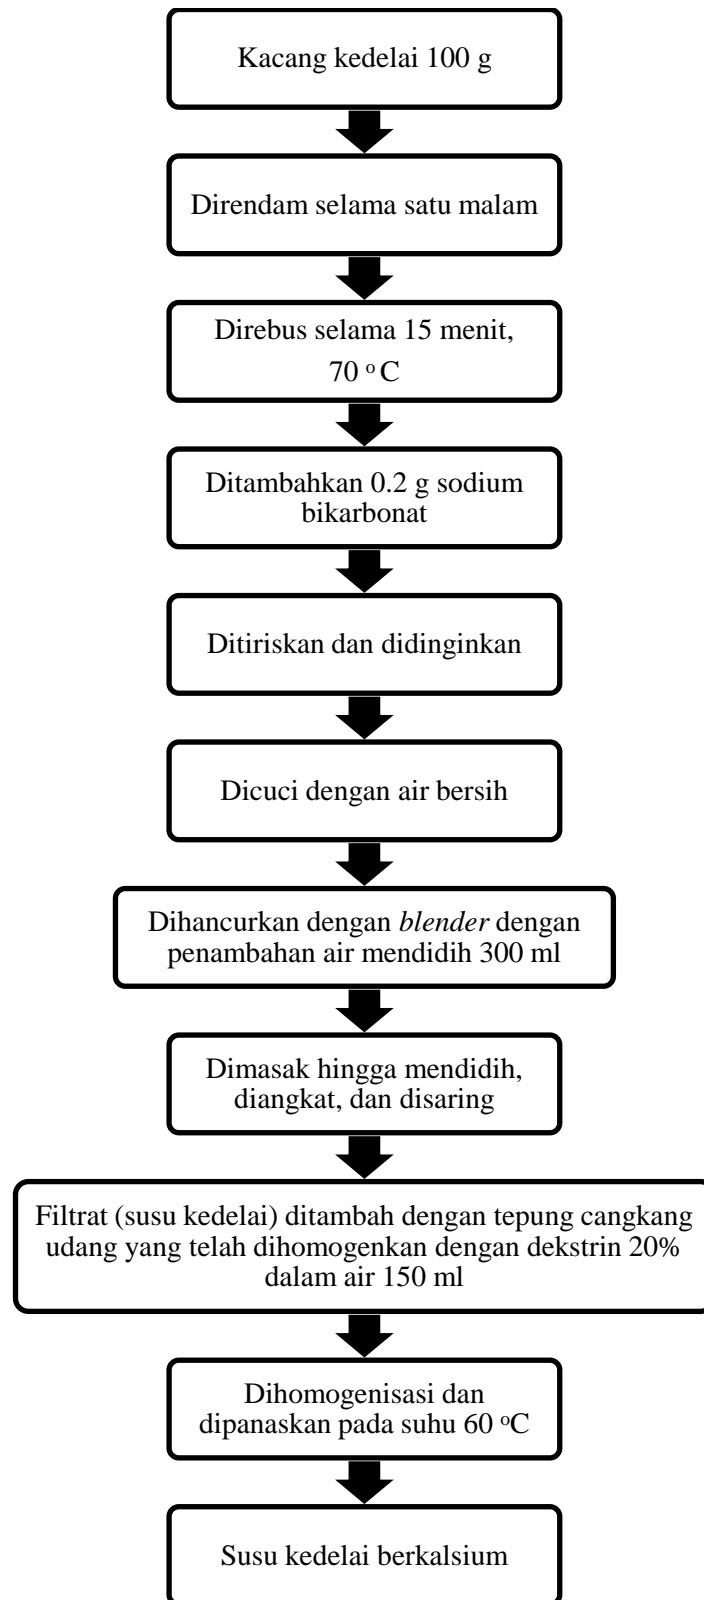 Kacang kedelai 100 g
Direndam selama satu malam
Direbus selama 15 menit,
70 ᵒ C
Ditambahkan 0.2 g sodium
bikarbonat
Ditiriskan dan didinginkan
Dicuci dengan air bersih
Dihancurkan dengan blender dengan
penambahan air mendidih 300 ml
Dimasak hingga mendidih,
diangkat, dan disaring
Filtrat (susu kedelai) ditambah dengan tepung cangkang
udang yang telah dihomogenkan dengan dekstrin 20%
dalam air 150 ml
Dihomogenisasi dan
dipanaskan pada suhu 60 ᵒC
Susu kedelai berkalsium